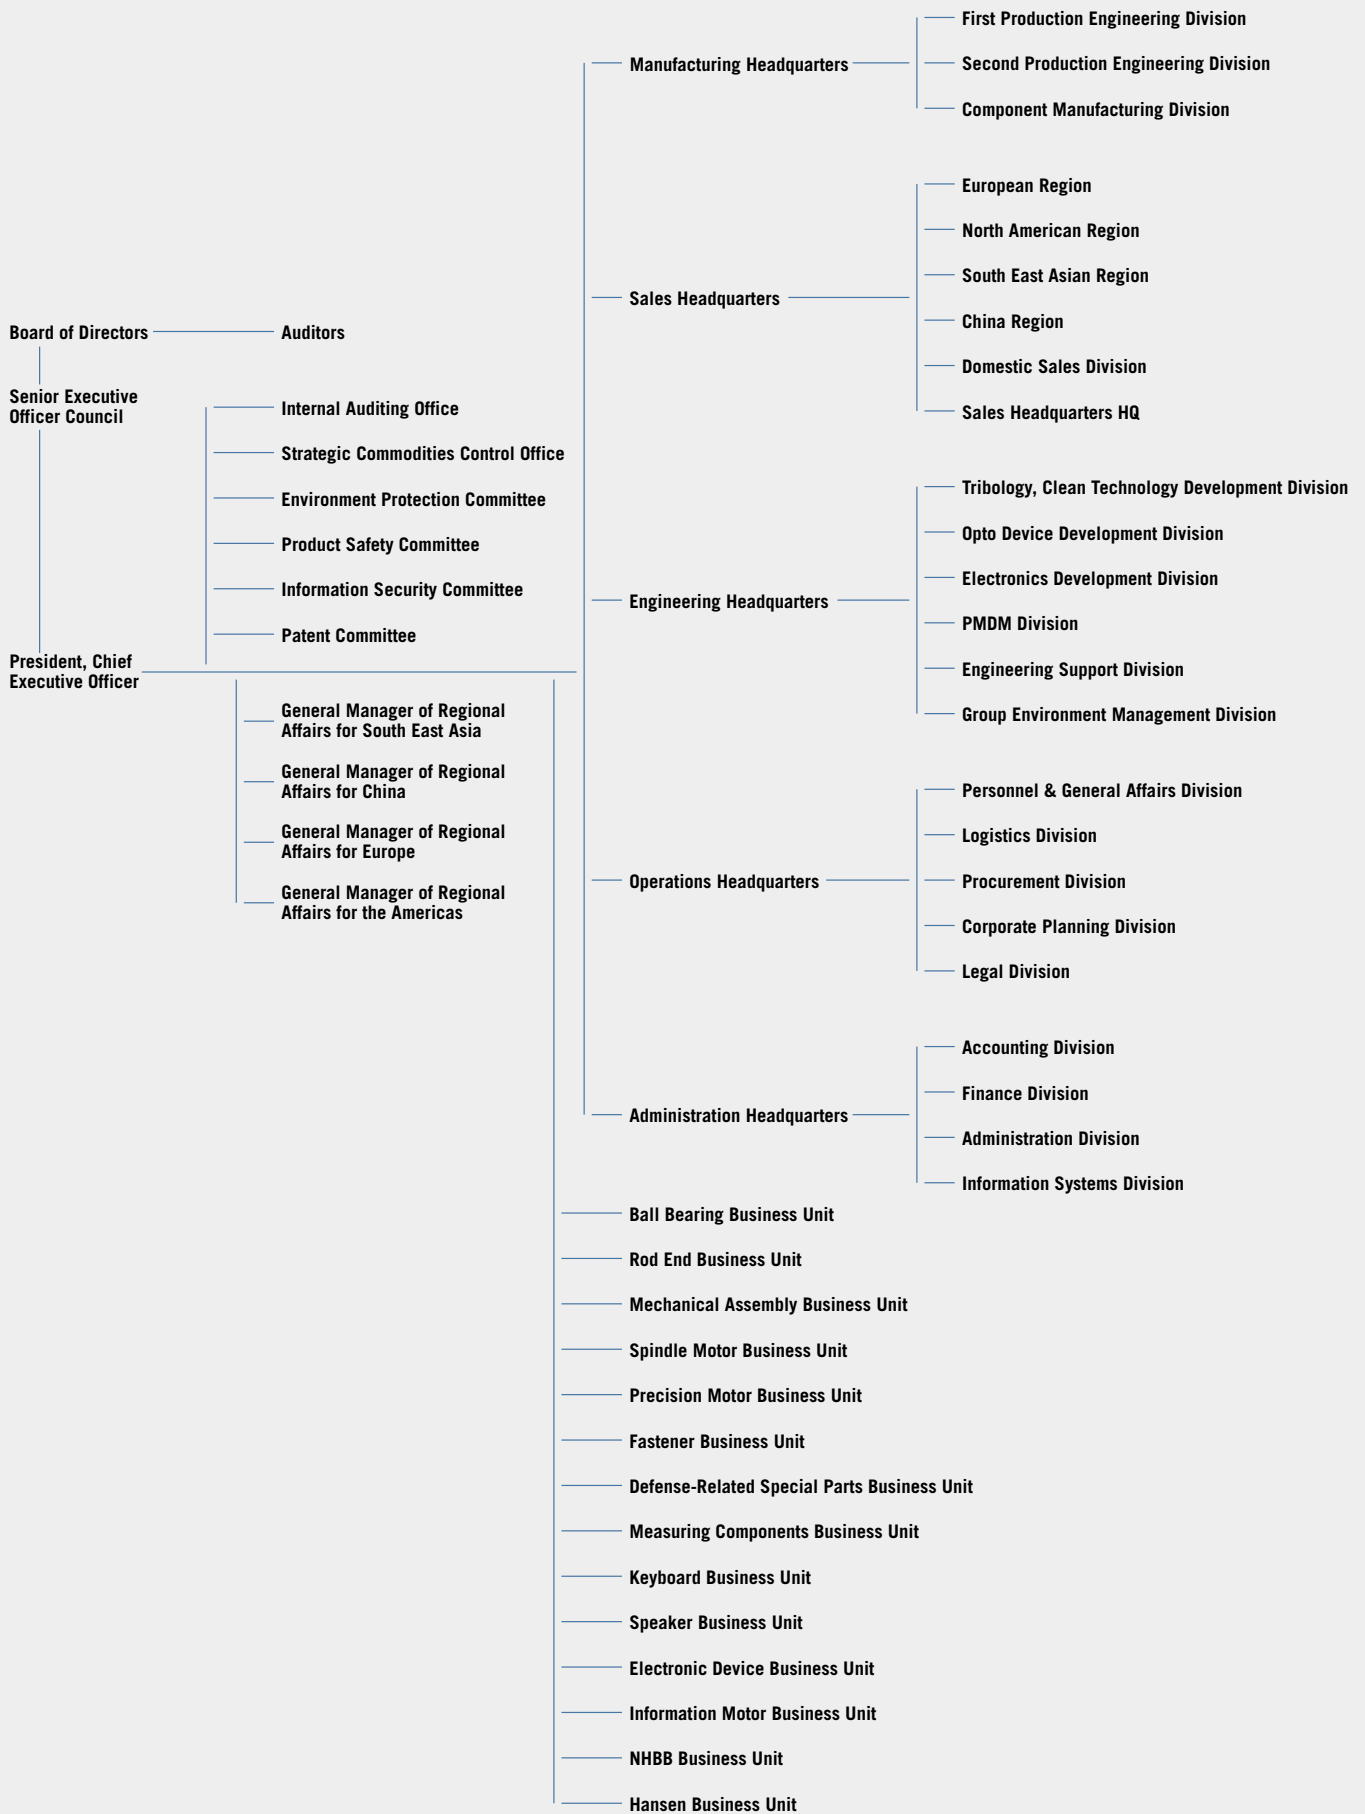 Board of Directors
Auditors
Senior Executive
Officer Council
Internal Auditing Office
Strategic Commodities Control Office
Environment Protection Committee
Product Safety Committee
Information Security Committee
Patent Committee
President, Chief
Executive Officer
General Manager of Regional
Affairs for South East Asia
General Manager of Regional
Affairs for China
General Manager of Regional
Affairs for Europe
General Manager of Regional
Affairs for the Americas
Manufacturing Headquarters
First Production Engineering Division
Second Production Engineering Division
Component Manufacturing Division
Sales Headquarters
European Region
North American Region
South East Asian Region
China Region
Domestic Sales Division
Sales Headquarters HQ
Engineering Headquarters
Tribology, Clean Technology Development Division
Opto Device Development Division
Electronics Development Division
PMDM Division
Engineering Support Division
Group Environment Management Division
Operations Headquarters
Personnel & General Affairs Division
Logistics Division
Procurement Division
Corporate Planning Division
Legal Division
Administration Headquarters
Accounting Division
Finance Division
Administration Division
Information Systems Division
Ball Bearing Business Unit
Rod End Business Unit
Mechanical Assembly Business Unit
Spindle Motor Business Unit
Precision Motor Business Unit
Fastener Business Unit
Defense-Related Special Parts Business Unit
Measuring Components Business Unit
Keyboard Business Unit
Speaker Business Unit
Electronic Device Business Unit
Information Motor Business Unit
NHBB Business Unit
Hansen Business Unit